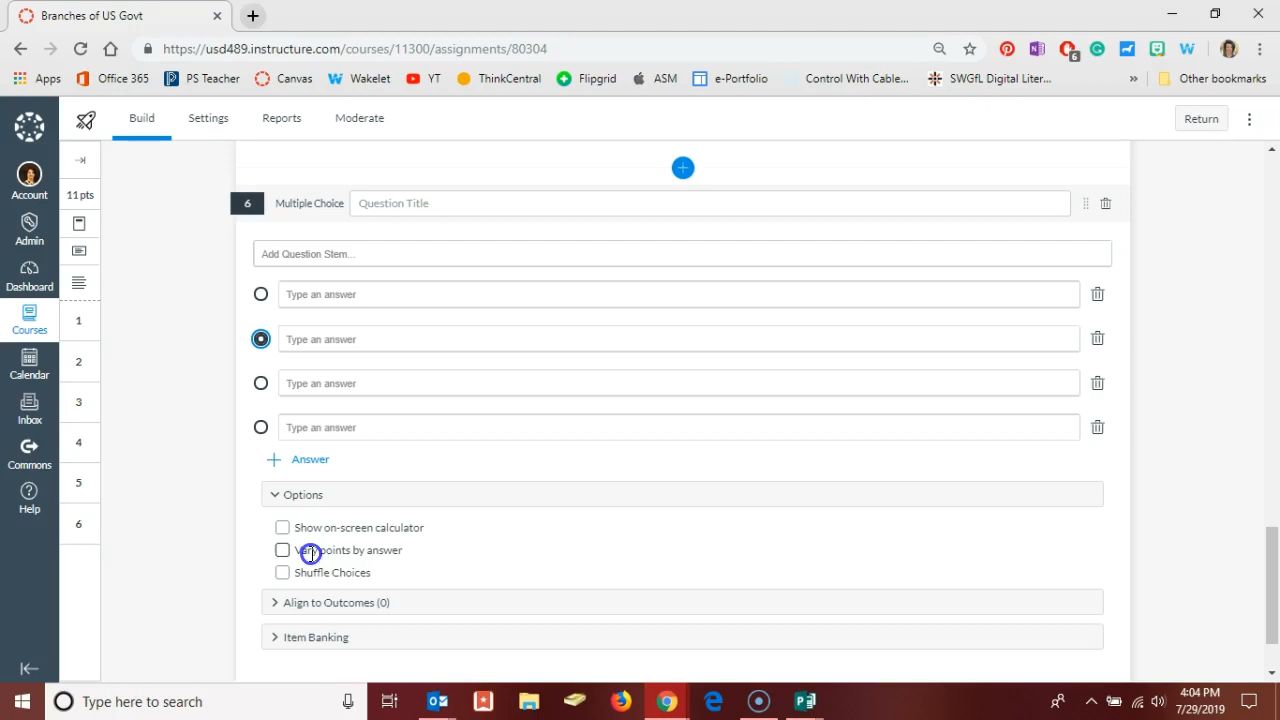 Branches of US Govt
https://usd489.instructure.com/courses/11300/assignments/80304
6
Apps
Office 365
PS Teacher
Canvas
Wakelet
YT
ThinkCentral
Flipgrid
ASM
e-Portfolio
Control With Cable...
SWGfL Digital Liter...
»
Other bookmarks
Build
Settings
Reports
Moderate
Return
Account
Admin
Dashboard
Courses
Calendar
Inbox
Commons
Help
11 pts
1
2
3
4
5
6
6
Multiple Choice
Question Title
Add Question Stem...
Type an answer
Type an answer
Type an answer
Type an answer
Answer
Options
Show on-screen calculator
Vary points by answer
Shuffle Choices
Align to Outcomes (0)
Item Banking
Type here to search
4:04 PM
7/29/2019